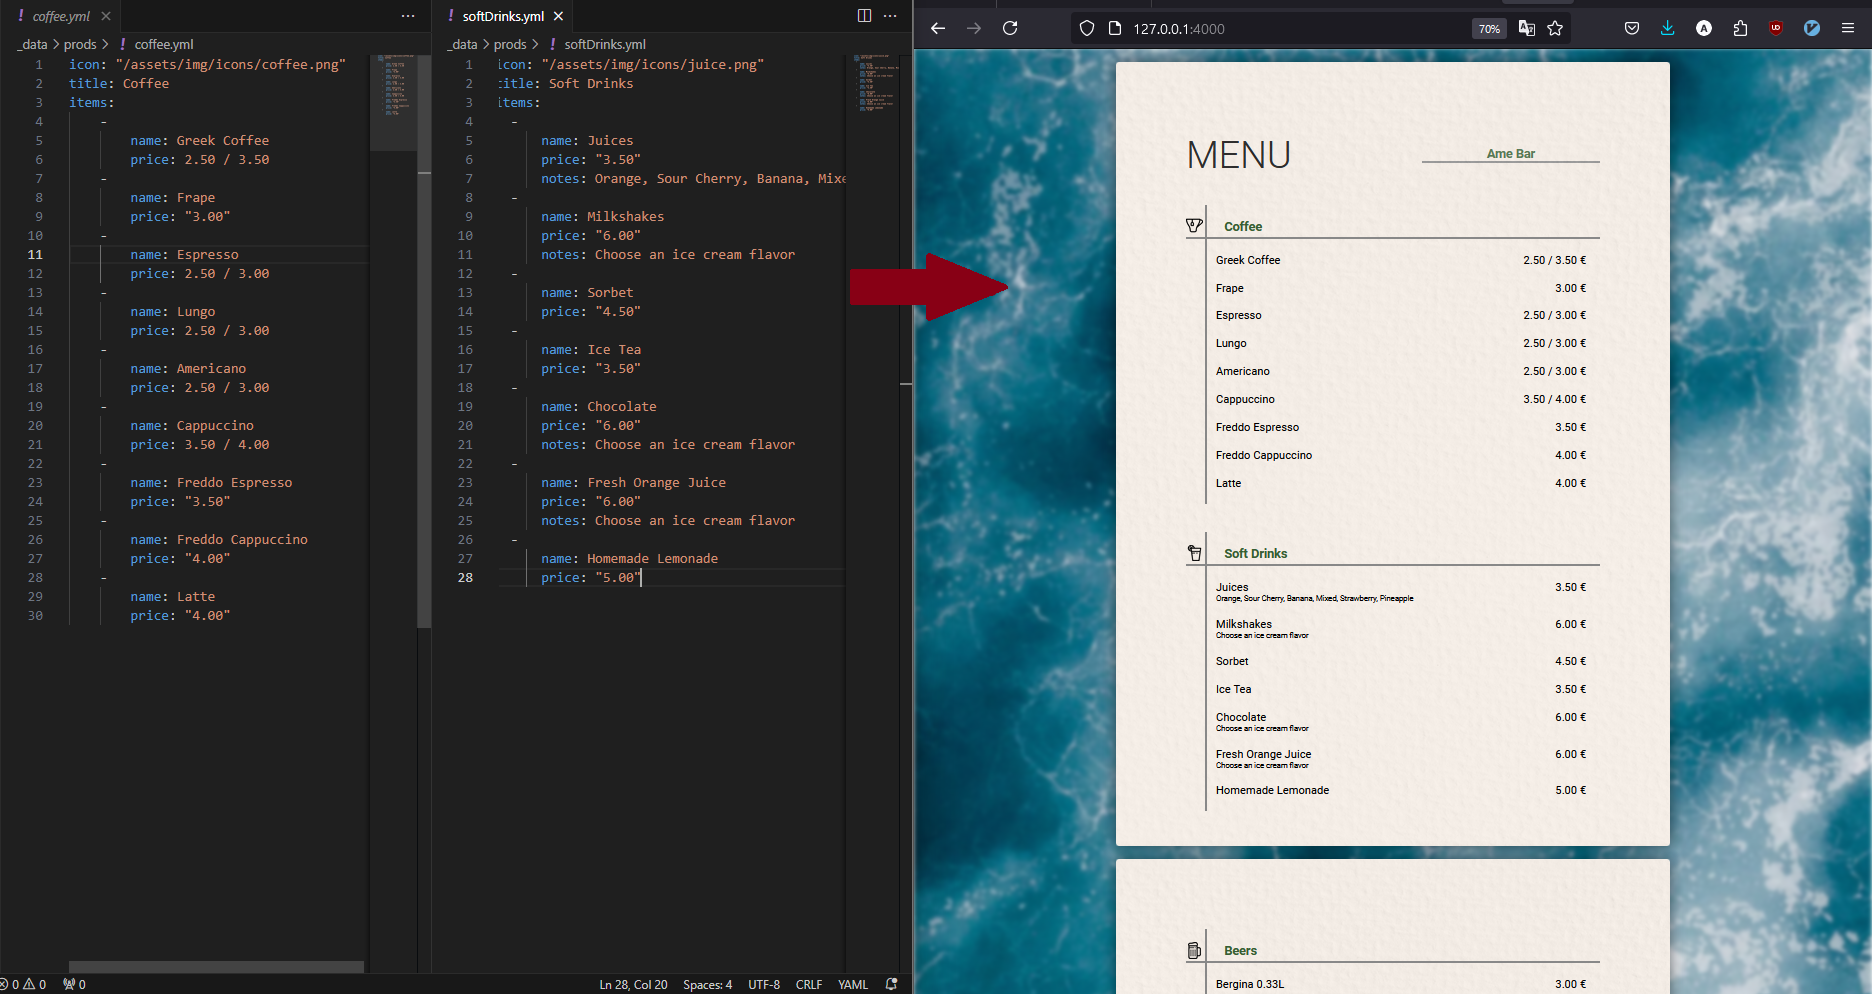 coffee.yml
_data > prods > ! coffee.yml
1 icon: "/assets/img/icons/coffee.png"
2 title: Coffee
3 items:
4 -
5 name: Greek Coffee
6 price: 2.50 / 3.50
7 -
8 name: Frape
9 price: "3.00"
10 -
11 name: Espresso
12 price: 2.50 / 3.00
13 -
14 name: Lungo
15 price: 2.50 / 3.00
16 -
17 name: Americano
18 price: 2.50 / 3.00
19 -
20 name: Cappuccino
21 price: 3.50 / 4.00
22 -
23 name: Freddo Espresso
24 price: "3.50"
25 -
26 name: Freddo Cappuccino
27 price: "4.00"
28 -
29 name: Latte
30 price: "4.00"
softDrinks.yml
_data > prods > ! softDrinks.yml
1 icon: "/assets/img/icons/juice.png"
2 title: Soft Drinks
3 items:
4 -
5 name: Juices
6 price: "3.50"
7 notes: Orange, Sour Cherry, Banana, Mixe
8 -
9 name: Milkshakes
10 price: "6.00"
11 notes: Choose an ice cream flavor
12 -
13 name: Sorbet
14 price: "4.50"
15 -
16 name: Ice Tea
17 price: "3.50"
18 -
19 name: Chocolate
20 price: "6.00"
21 notes: Choose an ice cream flavor
22 -
23 name: Fresh Orange Juice
24 price: "6.00"
25 notes: Choose an ice cream flavor
26 -
27 name: Homemade Lemonade
28 price: "5.00"
0 0 0 Ln 28, Col 20 Spaces: 4 UTF-8 CRLF YAML
127.0.0.1:4000 70%
MENU
Ame Bar
Coffee
Greek Coffee 2.50 / 3.50 €
Frape 3.00 €
Espresso 2.50 / 3.00 €
Lungo 2.50 / 3.00 €
Americano 2.50 / 3.00 €
Cappuccino 3.50 / 4.00 €
Freddo Espresso 3.50 €
Freddo Cappuccino 4.00 €
Latte 4.00 €
Soft Drinks
Juices 3.50 €
Orange, Sour Cherry, Banana, Mixed, Strawberry, Pineapple
Milkshakes 6.00 €
Choose an ice cream flavor
Sorbet 4.50 €
Ice Tea 3.50 €
Chocolate 6.00 €
Choose an ice cream flavor
Fresh Orange Juice 6.00 €
Choose an ice cream flavor
Homemade Lemonade 5.00 €
Beers
Bergina 0.33L 3.00 €